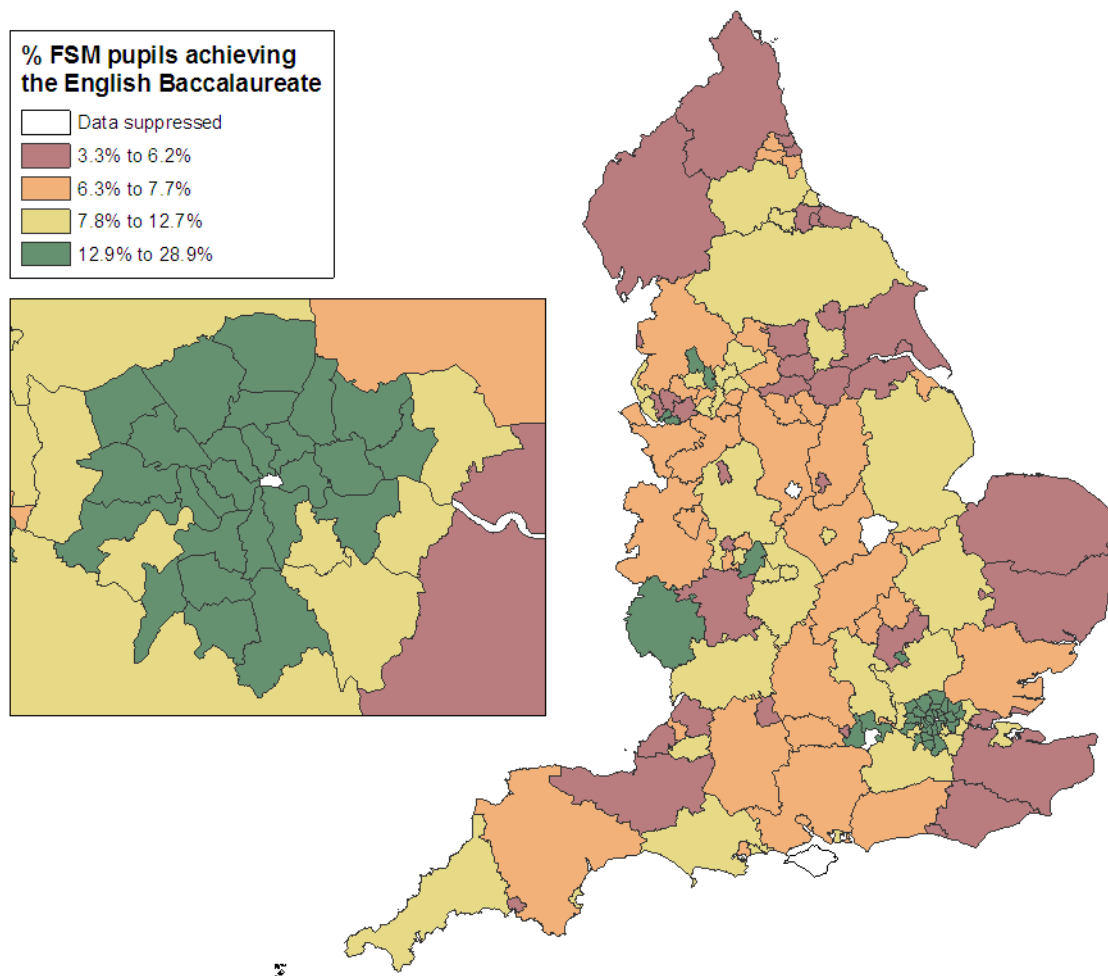 % FSM pupils achieving
the English Baccalaureate
Data suppressed
3.3% to 6.2%
6.3% to 7.7%
7.8% to 12.7%
12.9% to 28.9%